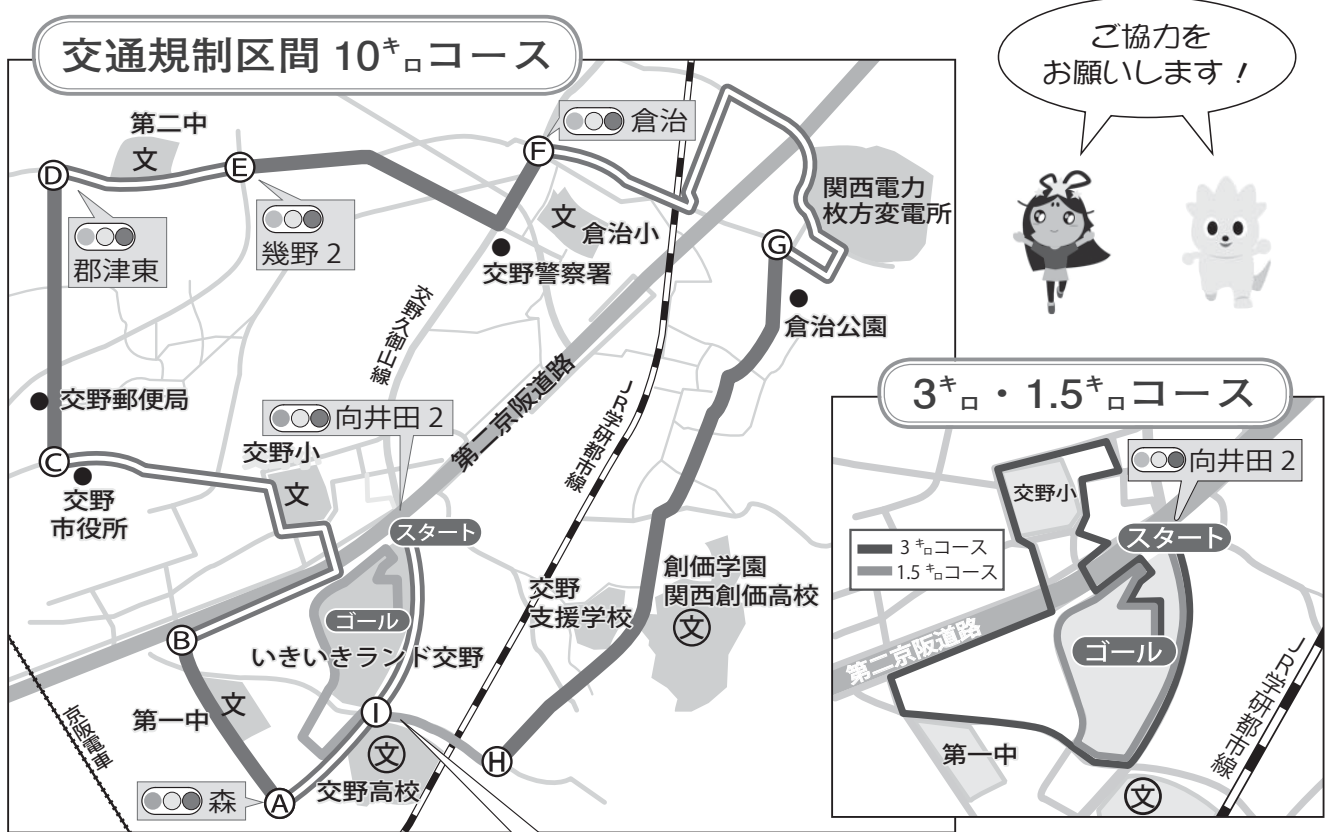 交通規制区間 10㌔コース
ご協力を
お願いします！
第二中
文
D
E
F
倉治
郡津東
幾野2
文
倉治小
交野警察署
関西電力
枚方変電所
G
倉治公園
交野久御山線
第二京阪道路
JR学研都市線
交野郵便局
向井田2
交野小
文
C
交野
市役所
スタート
ゴール
いきいきランド交野
交野
支援学校
創価学園
関西創価高校
文
B
第一中
文
京阪電車
I
H
文
交野高校
森
A
3㌔・1.5㌔コース
向井田2
交野小
スタート
3㌔コース
1.5㌔コース
ゴール
第二京阪道路
JR学研都市線
第一中
文